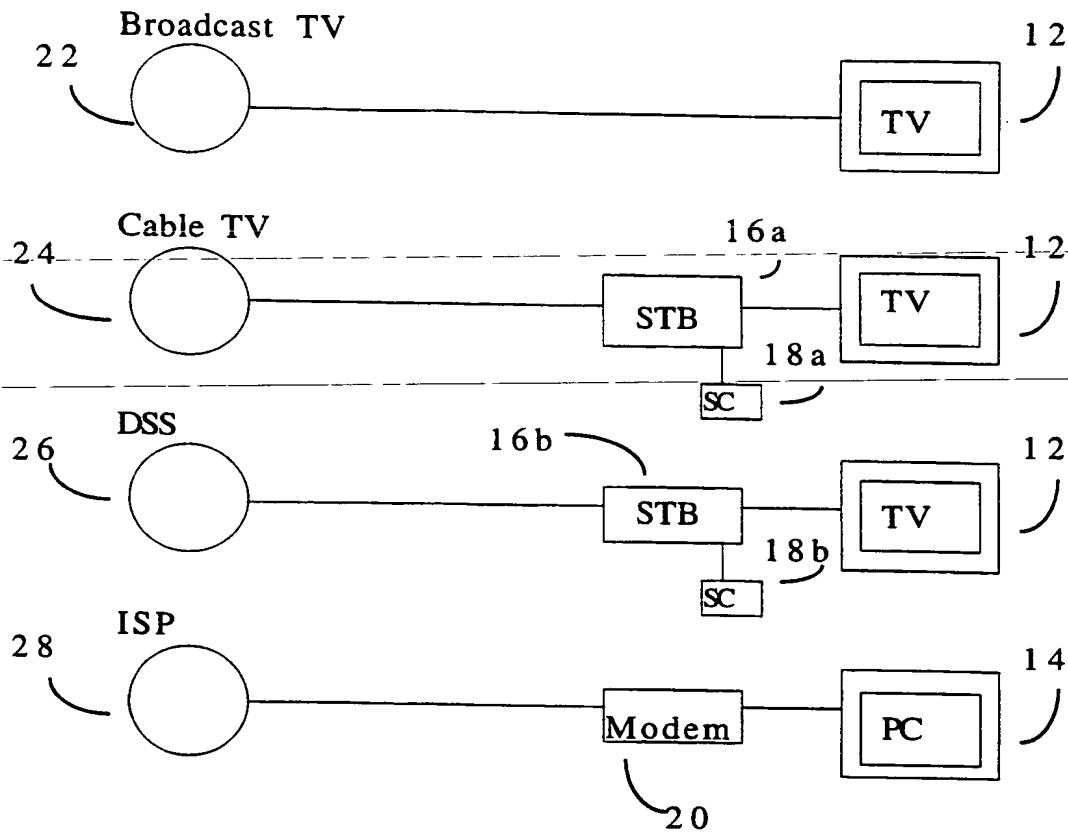 Broadcast TV
22
12
TV
Cable TV
24
16a
12
STB
TV
18a
SC
DSS
26
16b
12
STB
TV
18b
SC
ISP
28
14
Modem
PC
20